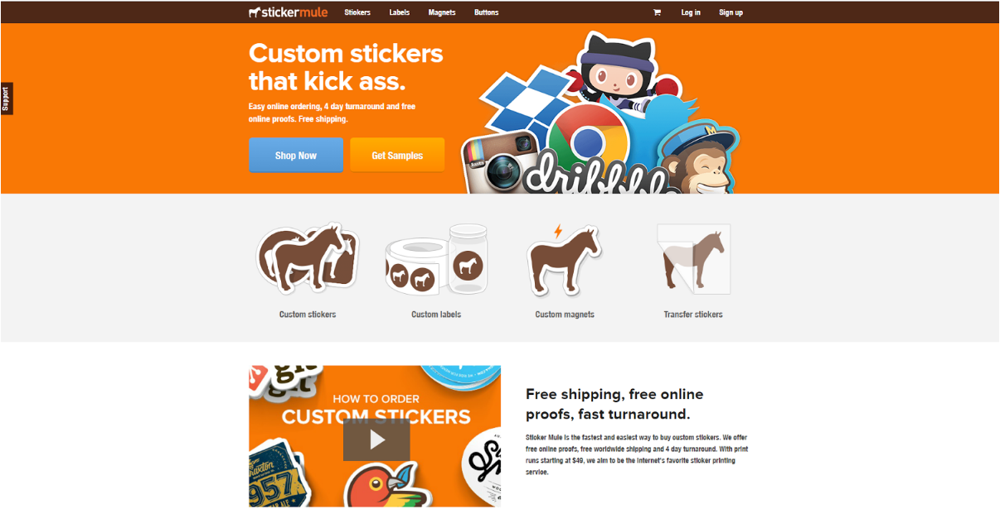 stickermule Stickers Labels Magnets Buttons Log in Sign up
Support
Custom stickers
that kick ass.
Easy online ordering, 4 day turnaround and free
online proofs. Free shipping.
Shop Now Get Samples
dribbble
Custom stickers Custom labels Custom magnets Transfer stickers
git
git
HOW TO ORDER
CUSTOM STICKERS
957
Free shipping, free online
proofs, fast turnaround.
Sticker Mule is the fastest and easiest way to buy custom stickers. We offer
free online proofs, free worldwide shipping and 4 day turnaround. With print
runs starting at $49, we aim to be the internet's favorite sticker printing
service.